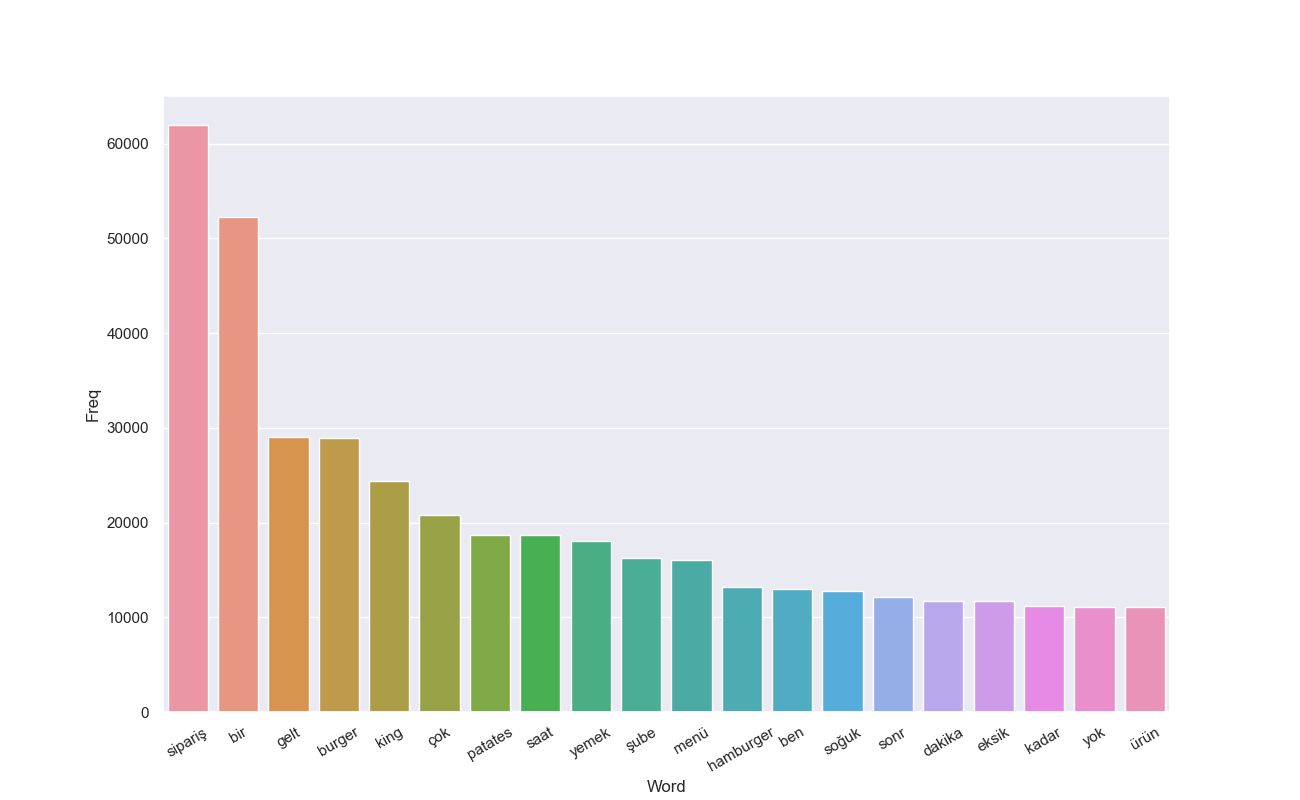 60000
50000
40000
30000
20000
10000
0
Freq
sipariş bir gelt burger king çok patates saat yemek şube menü hamburger ben soğuk sonr dakika eksik kadar yok ürün
Word